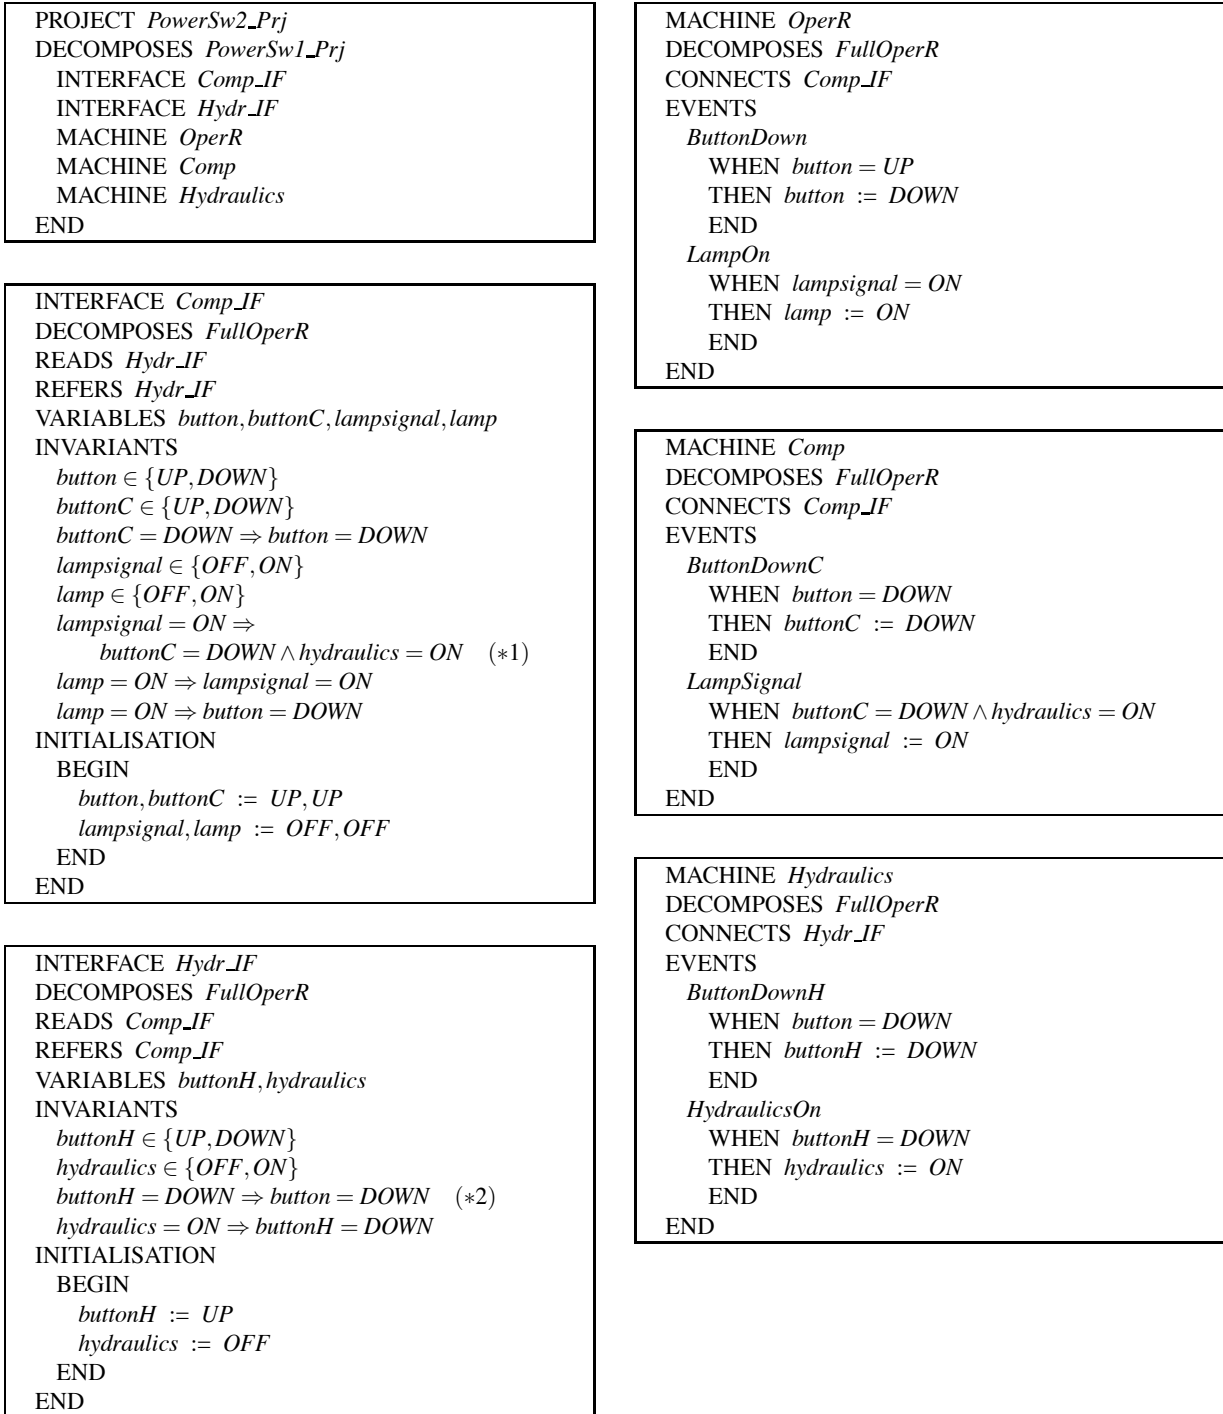 PROJECT PowerSw2_Prj
DECOMPOSES PowerSw1_Prj
INTERFACE Comp_IF
INTERFACE Hydr_IF
MACHINE OperR
MACHINE Comp
MACHINE Hydraulics
END
INTERFACE Comp_IF
DECOMPOSES FullOperR
READS Hydr_IF
REFERS Hydr_IF
VARIABLES button,buttonC,lampsignal,lamp
INVARIANTS
button ∈ {UP,DOWN}
buttonC ∈ {UP,DOWN}
buttonC = DOWN ⇒ button = DOWN
lampsignal ∈ {OFF,ON}
lamp ∈ {OFF,ON}
lampsignal = ON ⇒
buttonC = DOWN ∧ hydraulics = ON (∗1)
lamp = ON ⇒ lampsignal = ON
lamp = ON ⇒ button = DOWN
INITIALISATION
BEGIN
button,buttonC := UP,UP
lampsignal,lamp := OFF,OFF
END
END
INTERFACE Hydr_IF
DECOMPOSES FullOperR
READS Comp_IF
REFERS Comp_IF
VARIABLES buttonH,hydraulics
INVARIANTS
buttonH ∈ {UP,DOWN}
hydraulics ∈ {OFF,ON}
buttonH = DOWN ⇒ button = DOWN (∗2)
hydraulics = ON ⇒ buttonH = DOWN
INITIALISATION
BEGIN
buttonH := UP
hydraulics := OFF
END
END
MACHINE OperR
DECOMPOSES FullOperR
CONNECTS Comp_IF
EVENTS
ButtonDown
WHEN button = UP
THEN button := DOWN
END
LampOn
WHEN lampsignal = ON
THEN lamp := ON
END
END
MACHINE Comp
DECOMPOSES FullOperR
CONNECTS Comp_IF
EVENTS
ButtonDownC
WHEN button = DOWN
THEN buttonC := DOWN
END
LampSignal
WHEN buttonC = DOWN ∧ hydraulics = ON
THEN lampsignal := ON
END
END
MACHINE Hydraulics
DECOMPOSES FullOperR
CONNECTS Hydr_IF
EVENTS
ButtonDownH
WHEN button = DOWN
THEN buttonH := DOWN
END
HydraulicsOn
WHEN buttonH = DOWN
THEN hydraulics := ON
END
END